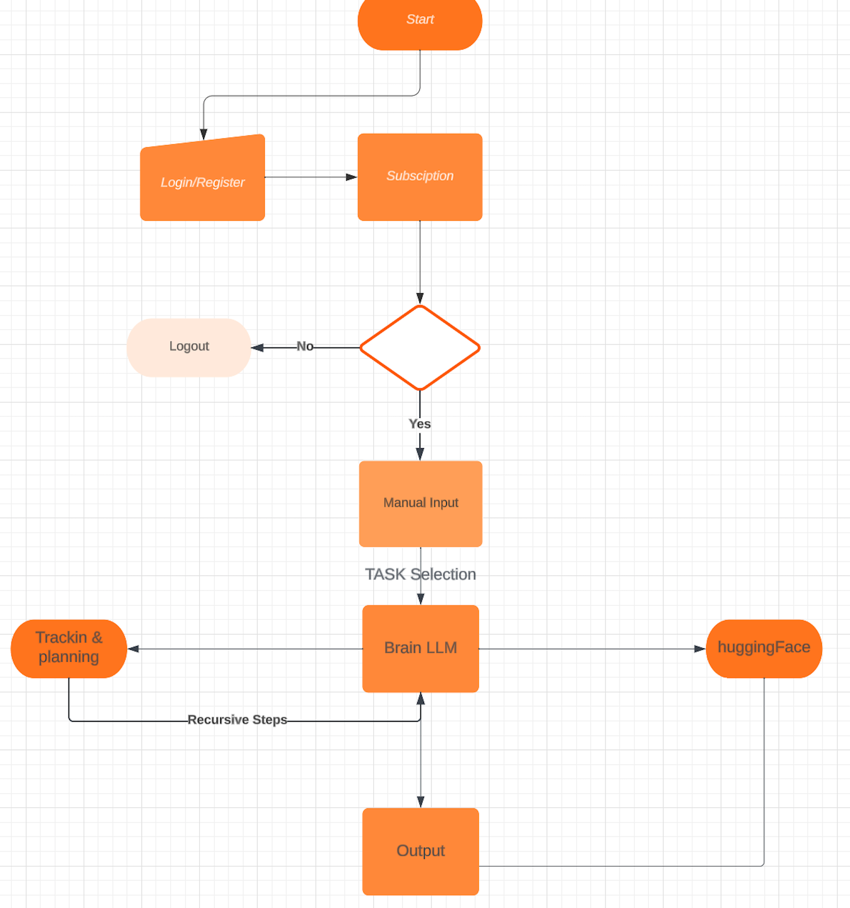 Start
Login/Register
Subsciption
Logout
No
Yes
Manual Input
TASK Selection
Trackin &
planning
Brain LLM
huggingFace
Recursive Steps
Output